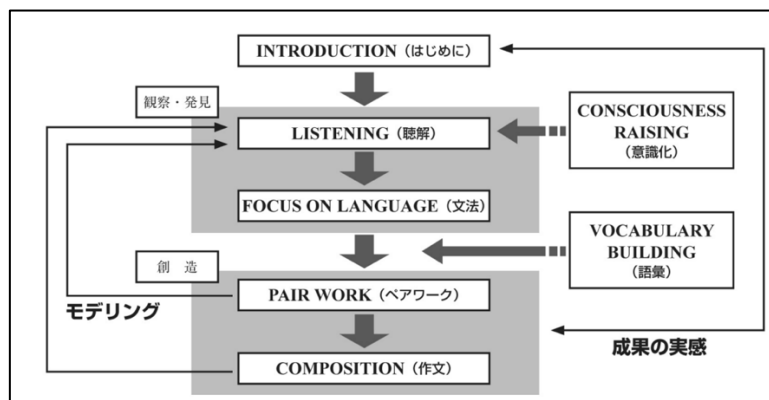 INTRODUCTION（はじめに）
観察・発見
LISTENING（聴解）
CONSCIOUSNESS
RAISING
（意識化）
FOCUS ON LANGUAGE（文法）
VOCABULARY
BUILDING
（語彙）
創 造
PAIR WORK（ペアワーク）
モデリング
成果の実感
COMPOSITION（作文）